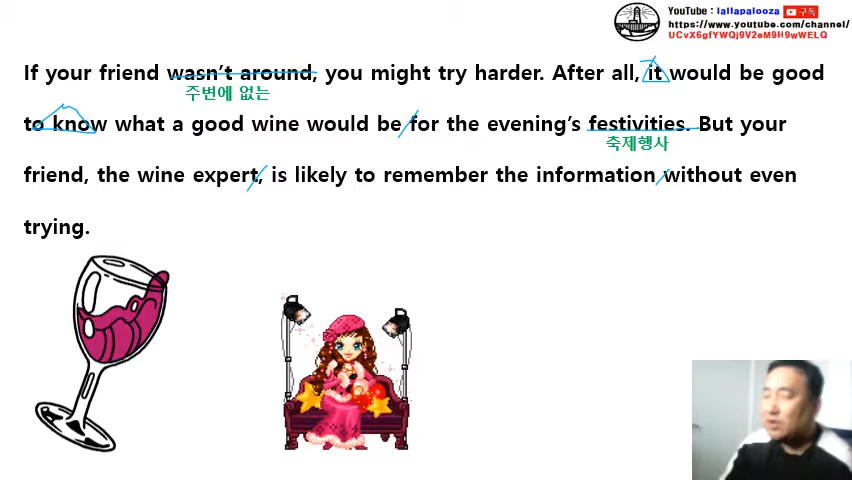 YouTube : lallapalooza 구독
https://www.youtube.com/channel/
UCvX6gfYWQj9V2eM9H9wWELQ
If your friend wasn’t around, you might try harder. After all, it would be good
주변에 없는
to know what a good wine would be for the evening’s festivities. But your
축제행사
friend, the wine expert, is likely to remember the information without even
trying.